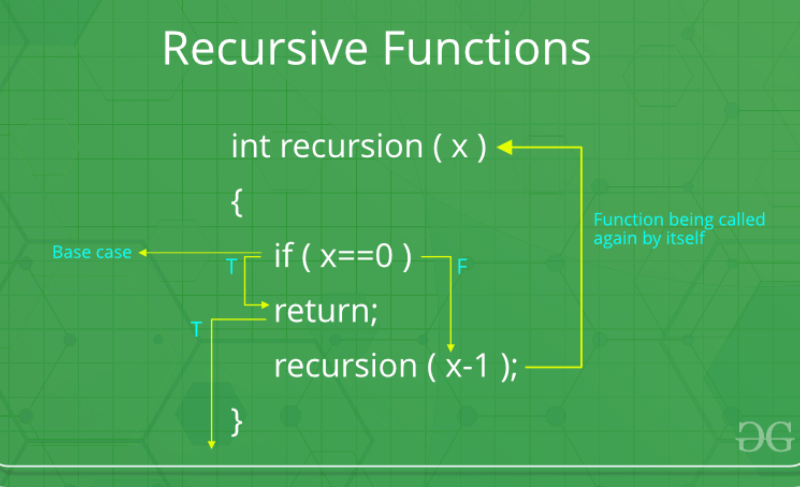 Recursive Functions
int recursion ( x )
{
Function being called
again by itself
Base case
if ( x==0 )
T
F
return;
T
recursion ( x-1 );
}
GG